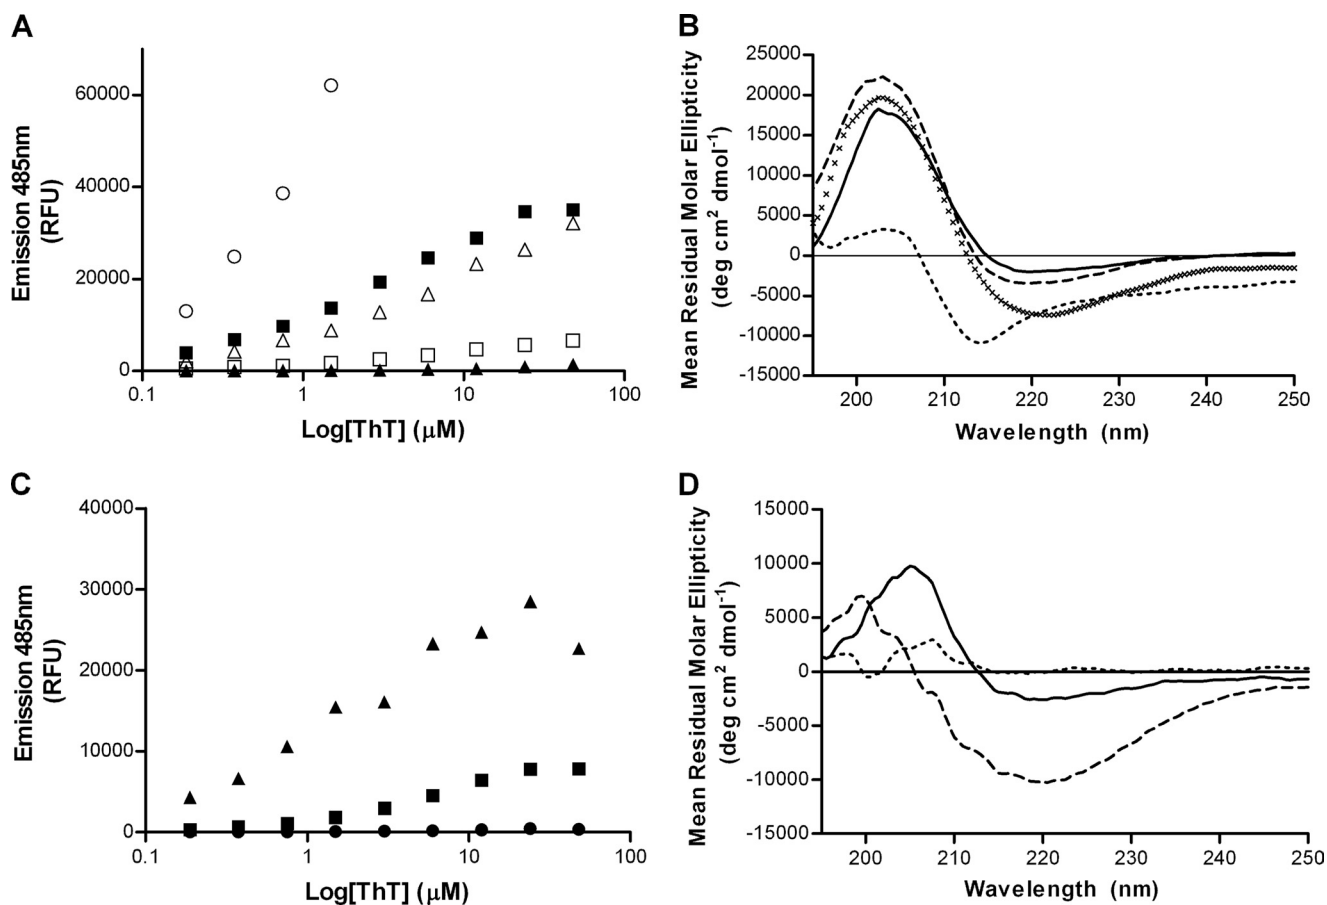 A
Emission 485nm
(RFU)
60000
40000
20000
0
0.1
1
10
100
Log[ThT] (μM)
B
Mean Residual Molar Ellipticity
(deg cm² dmol⁻¹)
25000
20000
15000
10000
5000
0
-5000
-10000
-15000
200
210
220
230
240
250
Wavelength (nm)
C
Emission 485nm
(RFU)
40000
30000
20000
10000
0
0.1
1
10
100
Log[ThT] (μM)
D
Mean Residual Molar Ellipticity
(deg cm² dmol⁻¹)
15000
10000
5000
0
-5000
-10000
-15000
200
210
220
230
240
250
Wavelength (nm)